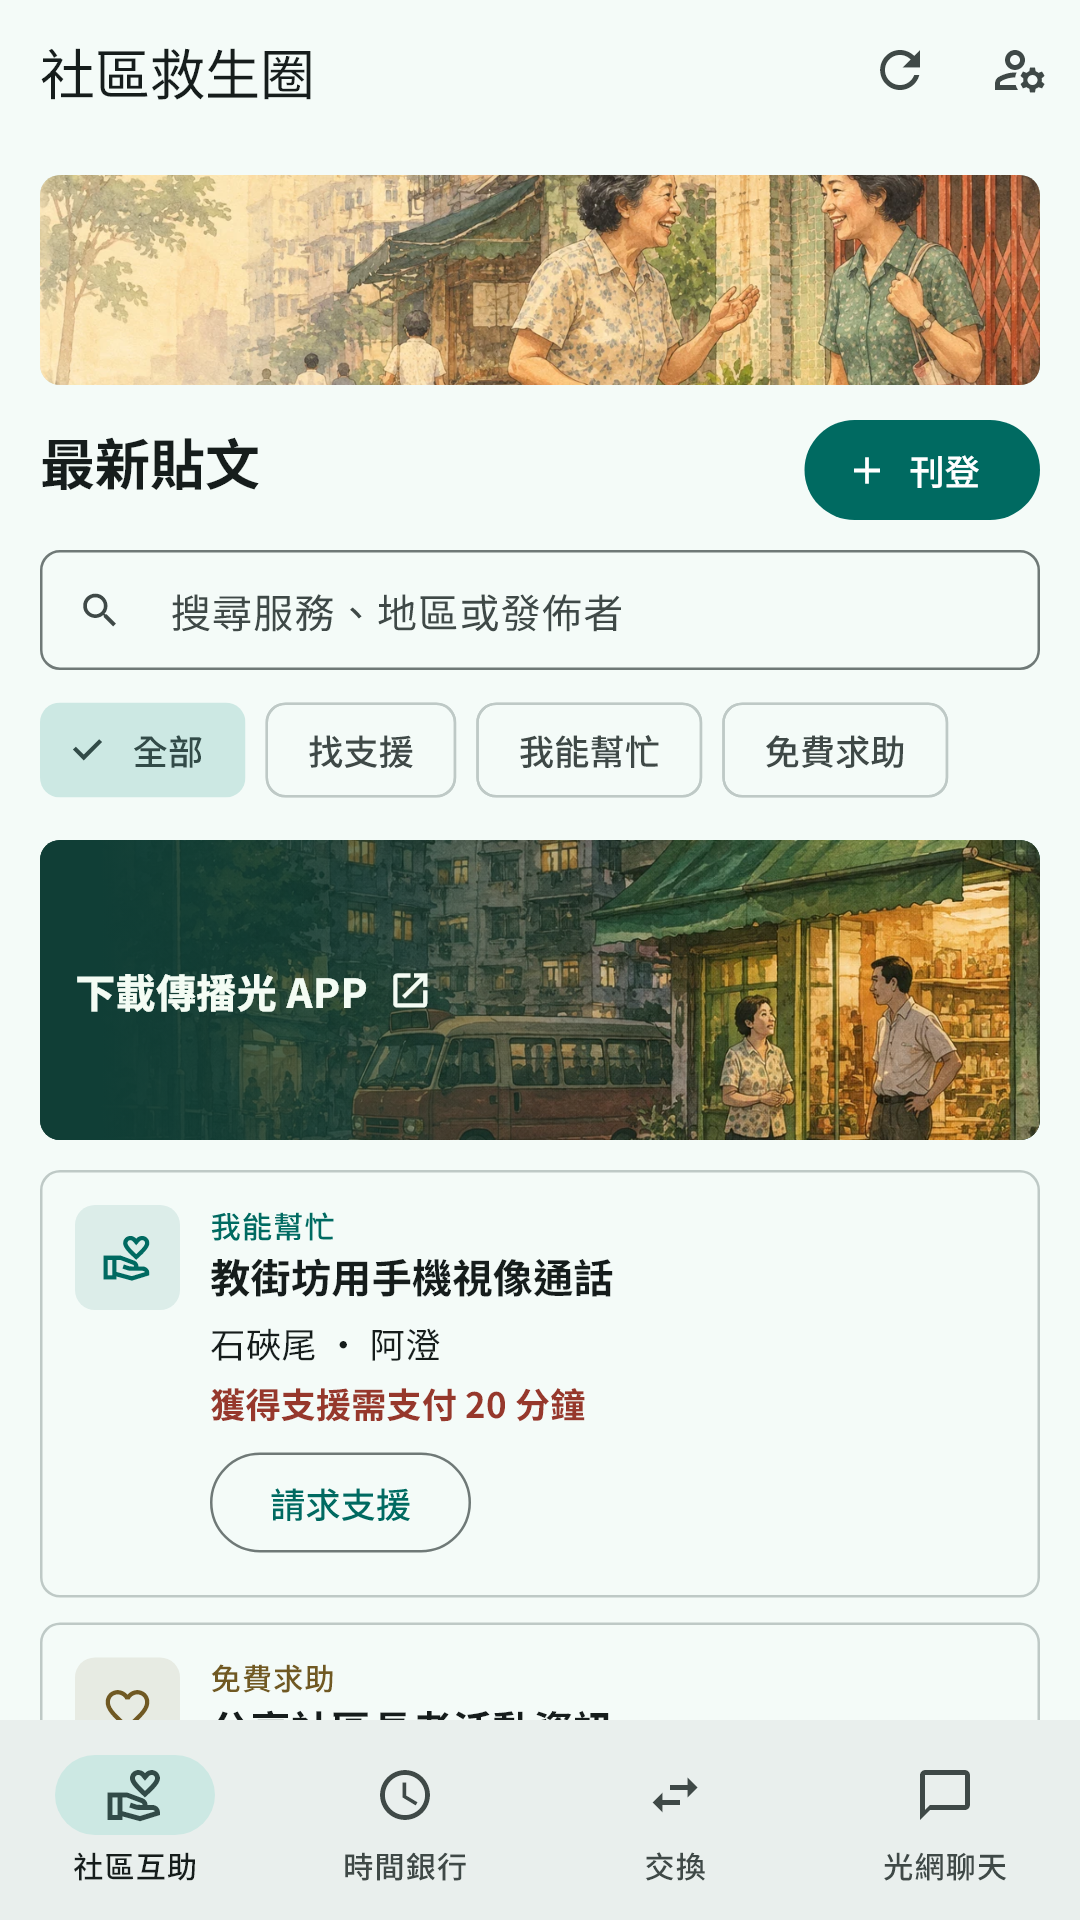 社區救生圈
最新貼文
刊登
搜尋服務、地區或發佈者
全部
找支援
我能幫忙
免費求助
下載傳播光 APP
我能幫忙
教街坊用手機視像通話
石硤尾 · 阿澄
獲得支援需支付 20 分鐘
請求支援
免費求助
社區互助
時間銀行
交換
光網聊天